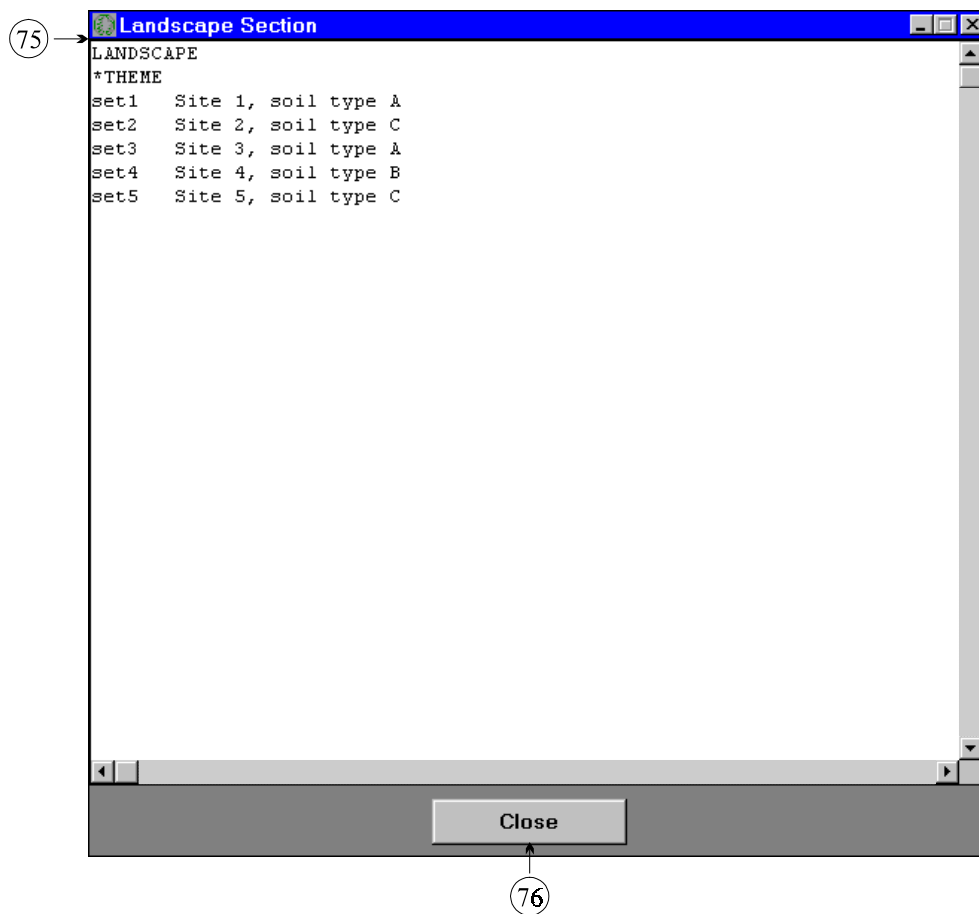 75
Landscape Section
LANDSCAPE
*THEME
set1 Site 1, soil type A
set2 Site 2, soil type C
set3 Site 3, soil type A
set4 Site 4, soil type B
set5 Site 5, soil type C
Close
76